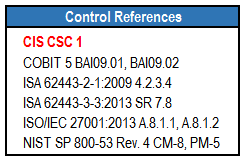 Control References
CIS CSC 1
COBIT 5 BAI09.01, BAI09.02
ISA 62443-2-1:2009 4.2.3.4
ISA 62443-3-3:2013 SR 7.8
ISO/IEC 27001:2013 A.8.1.1, A.8.1.2
NIST SP 800-53 Rev. 4 CM-8, PM-5